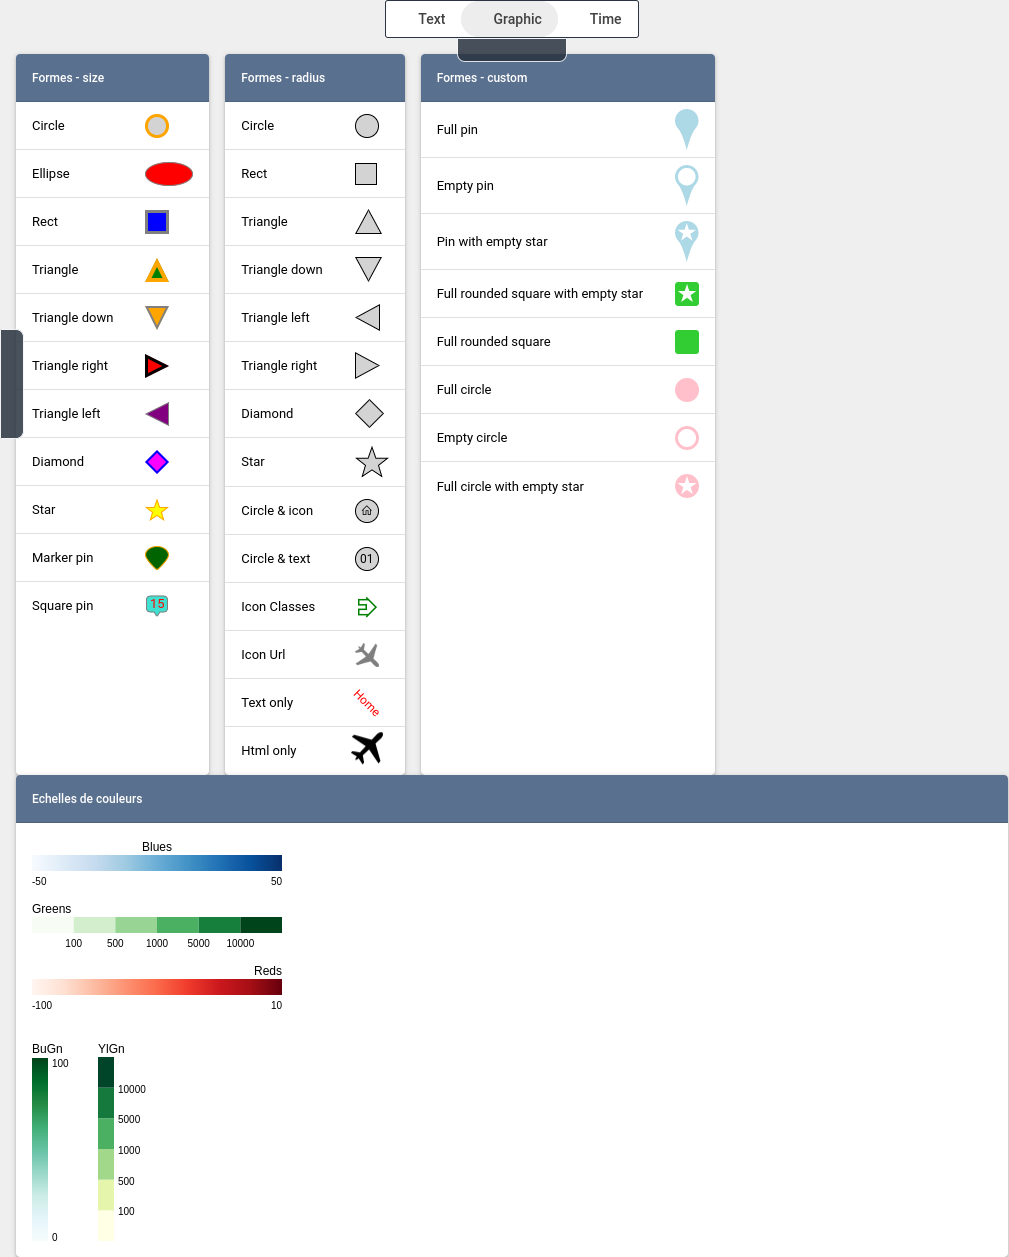 Text Graphic Time
Formes - size
Circle
Ellipse
Rect
Triangle
Triangle down
Triangle right
Triangle left
Diamond
Star
Marker pin
Square pin 15
Formes - radius
Circle
Rect
Triangle
Triangle down
Triangle left
Triangle right
Diamond
Star
Circle & icon
Circle & text 01
Icon Classes
Icon Url
Text only Home
Html only
Formes - custom
Full pin
Empty pin
Pin with empty star
Full rounded square with empty star
Full rounded square
Full circle
Empty circle
Full circle with empty star
Echelles de couleurs
Blues
-50 50
Greens
100 500 1000 5000 10000
Reds
-100 10
BuGn
100
0
YlGn
10000
5000
1000
500
100